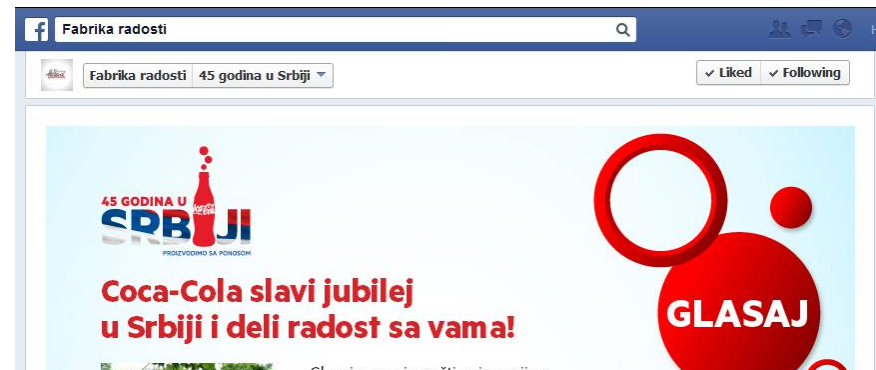 Fabrika radosti
Fabrika radosti 45 godina u Srbiji
Liked Following
45 GODINA U
SRBIJI
PROIZVODIMO SA PONOSOM
Coca-Cola slavi jubilej
u Srbiji i deli radost sa vama!
GLASAJ